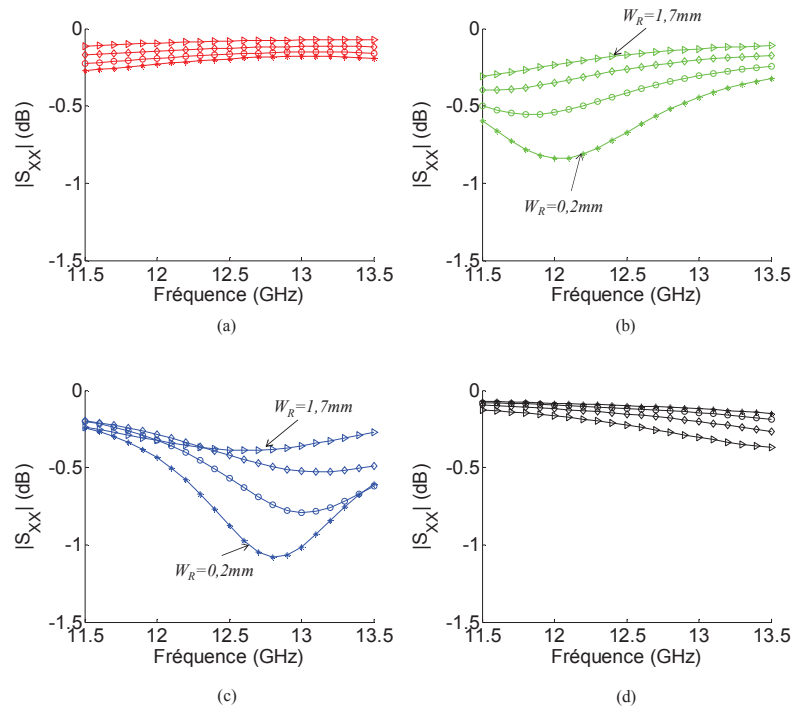 0
-0.5
-1
-1.5
|S_XX| (dB)
11.5 12 12.5 13 13.5
Fréquence (GHz)
(a)
0
-0.5
-1
-1.5
|S_XX| (dB)
W_R=1,7mm
W_R=0,2mm
11.5 12 12.5 13 13.5
Fréquence (GHz)
(b)
0
-0.5
-1
-1.5
|S_XX| (dB)
W_R=1,7mm
W_R=0,2mm
11.5 12 12.5 13 13.5
Fréquence (GHz)
(c)
0
-0.5
-1
-1.5
|S_XX| (dB)
11.5 12 12.5 13 13.5
Fréquence (GHz)
(d)